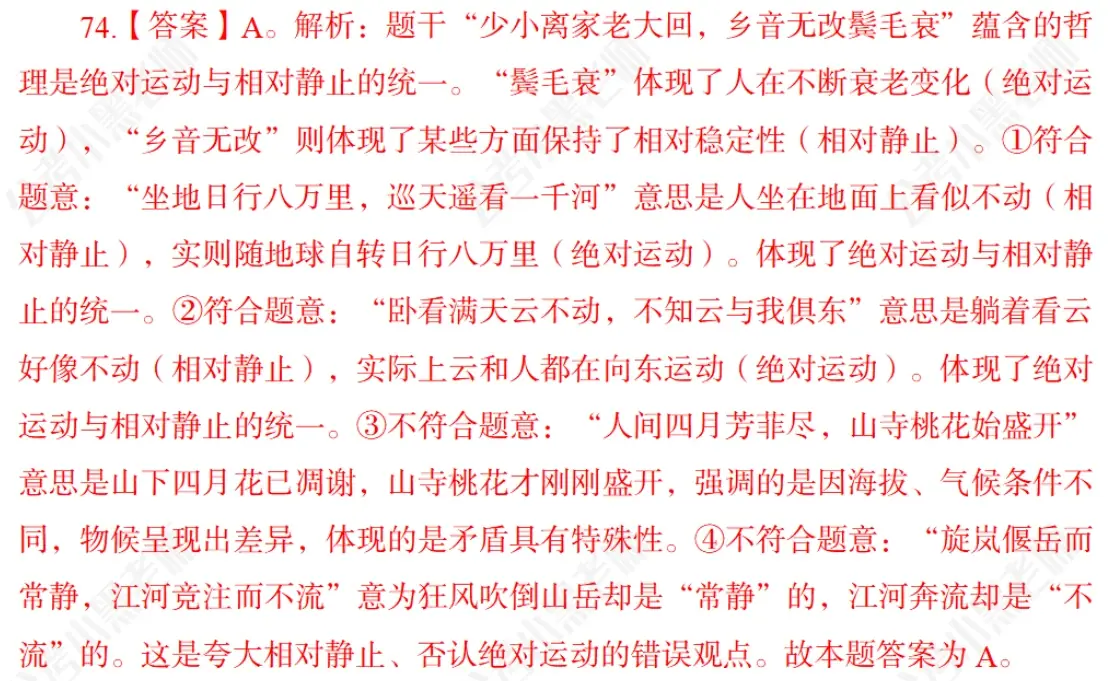 74.【答案】A。解析：题干“少小离家老大回，乡音无改鬓毛衰”蕴含的哲
理是绝对运动与相对静止的统一。“鬓毛衰”体现了人在不断衰老变化（绝对运
动），“乡音无改”则体现了某些方面保持了相对稳定性（相对静止）。①符合
题意：“坐地日行八万里，巡天遥看一千河”意思是人坐在地面上看似不动（相
对静止），实则随地球自转日行八万里（绝对运动）。体现了绝对运动与相对静
止的统一。②符合题意：“卧看满天云不动，不知云与我俱东”意思是躺着看云
好像不动（相对静止），实际上云和人都在向东运动（绝对运动）。体现了绝对
运动与相对静止的统一。③不符合题意：“人间四月芳菲尽，山寺桃花始盛开”
意思是山下四月花已凋谢，山寺桃花才刚刚盛开，强调的是因海拔、气候条件不
同，物候呈现出差异，体现的是矛盾具有特殊性。④不符合题意：“旋岚偃岳而
常静，江河竞注而不流”意为狂风吹倒山岳却是“常静”的，江河奔流却是“不
流”的。这是夸大相对静止、否认绝对运动的错误观点。故本题答案为 A。